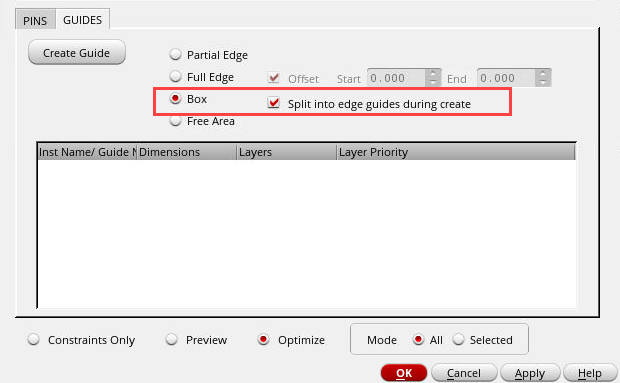 PINS GUIDES
Create Guide
Partial Edge
Full Edge Offset Start 0.000 End 0.000
Box Split into edge guides during create
Free Area
Inst Name/ Guide N Dimensions Layers Layer Priority
Constraints Only Preview Optimize Mode All Selected
OK Cancel Apply Help